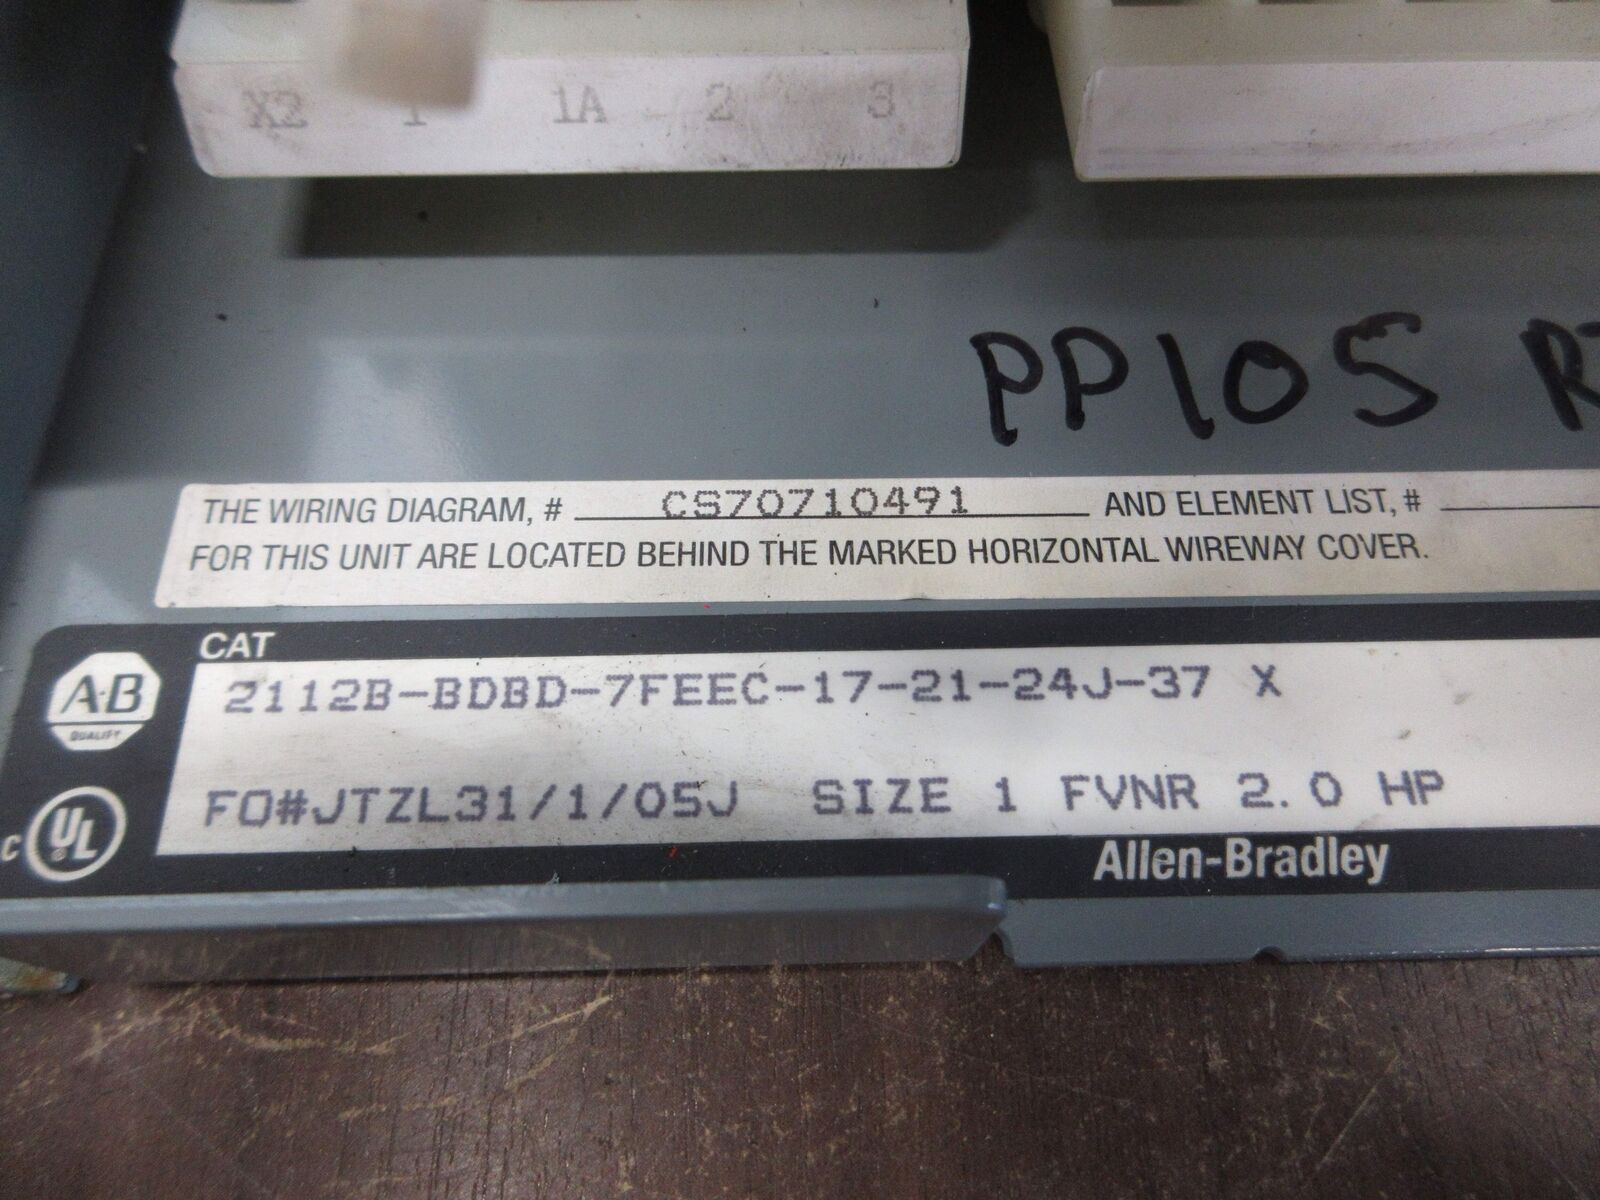 X2 1 1A 2 3
PP105
THE WIRING DIAGRAM, # CS70710491 AND ELEMENT LIST, #
FOR THIS UNIT ARE LOCATED BEHIND THE MARKED HORIZONTAL WIREWAY COVER.
CAT
A-B
QUALITY
2112B-BDBD-7FEEC-17-21-24J-37 X
C UL
FO#JTZL31/1/05J SIZE 1 FVNR 2.0 HP
Allen-Bradley